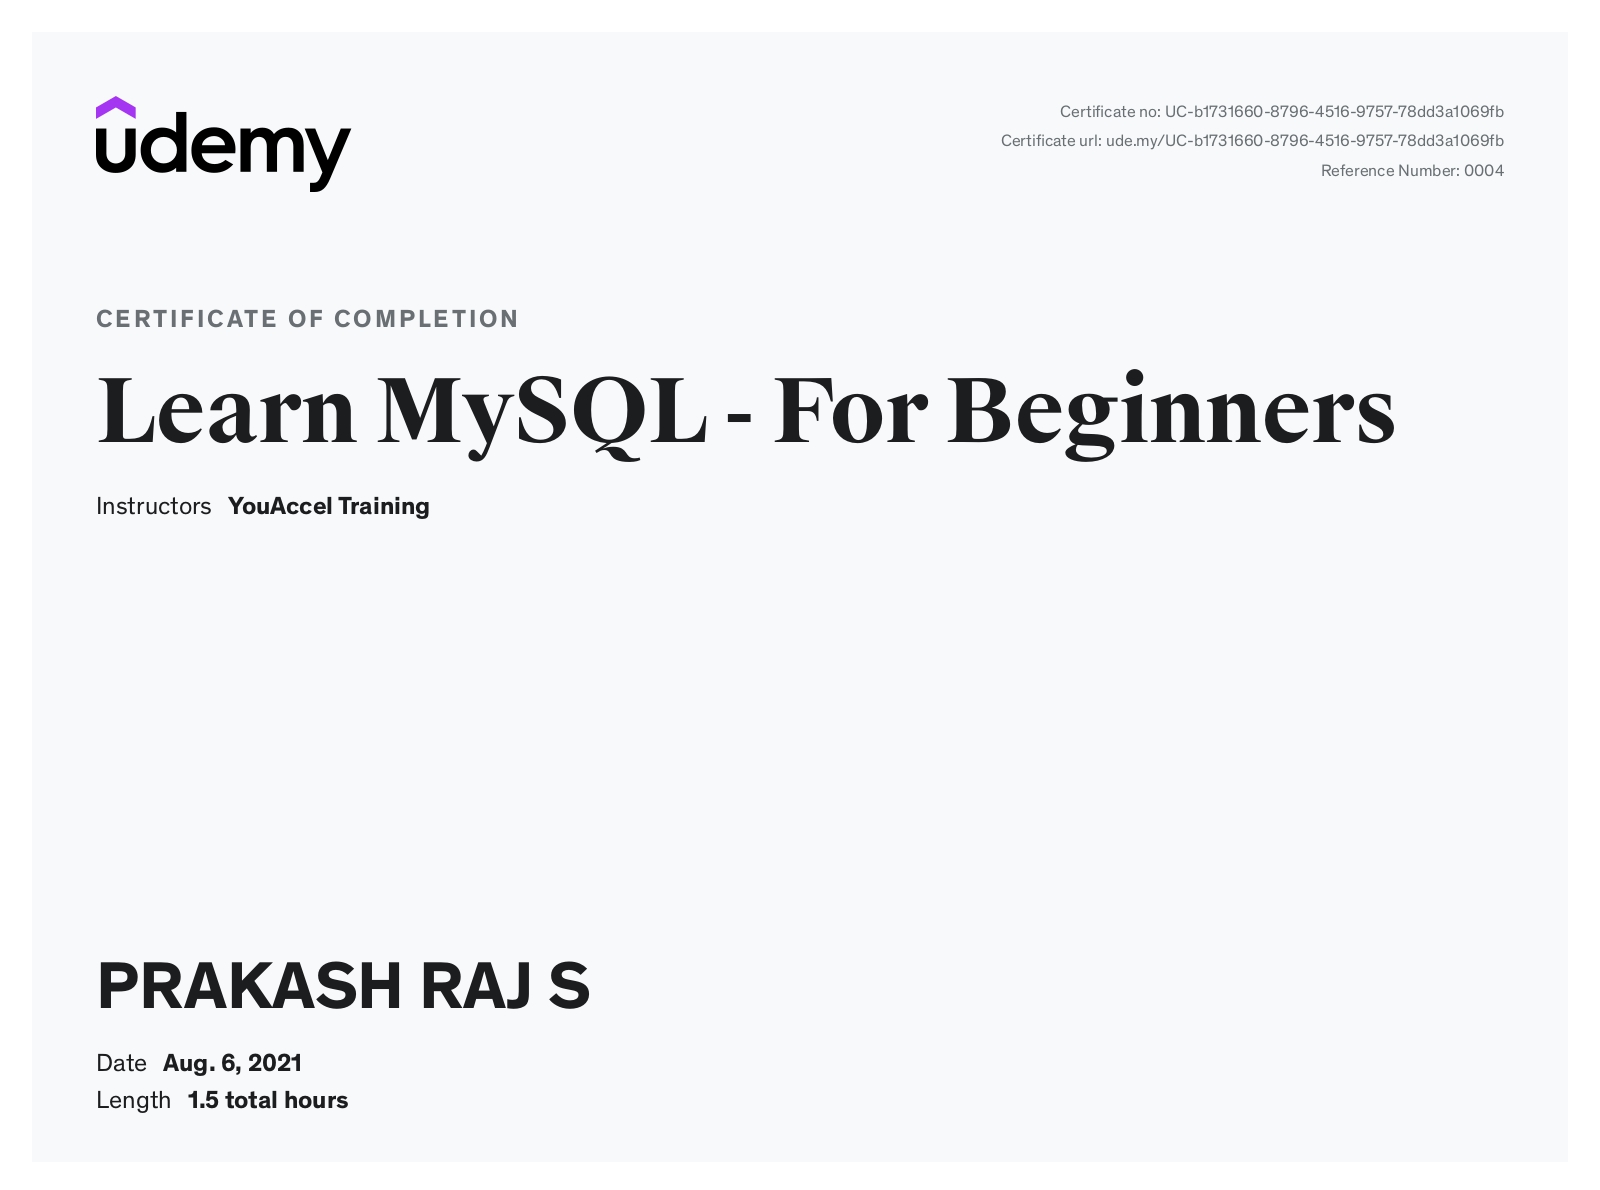 udemy
Certificate no: UC-b1731660-8796-4516-9757-78dd3a1069fb
Certificate url: ude.my/UC-b1731660-8796-4516-9757-78dd3a1069fb
Reference Number: 0004
CERTIFICATE OF COMPLETION
Learn MySQL - For Beginners
Instructors YouAccel Training
PRAKASH RAJ S
Date Aug. 6, 2021
Length 1.5 total hours